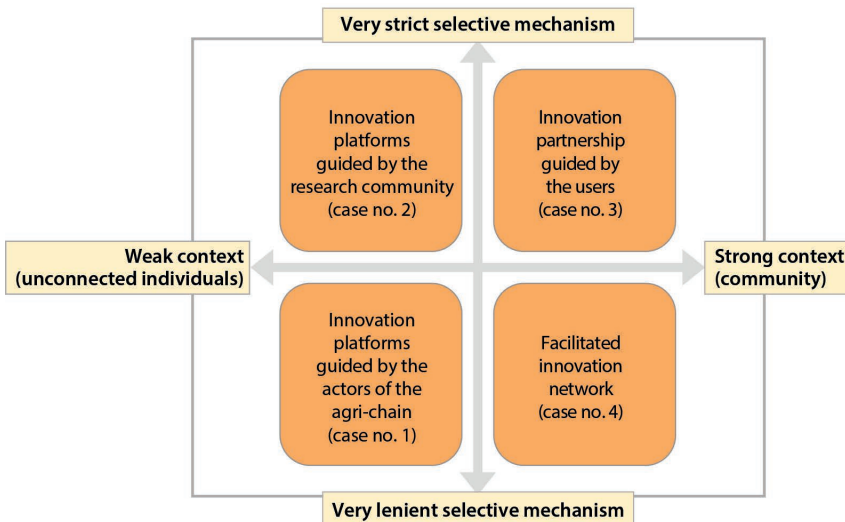 Very strict selective mechanism
Innovation
platforms
guided by the
research community
(case no. 2)
Innovation
partnership
guided by
the users
(case no. 3)
Weak context
(unconnected individuals)
Strong context
(community)
Innovation
platforms
guided by the
actors of the
agri-chain
(case no. 1)
Facilitated
innovation
network
(case no. 4)
Very lenient selective mechanism